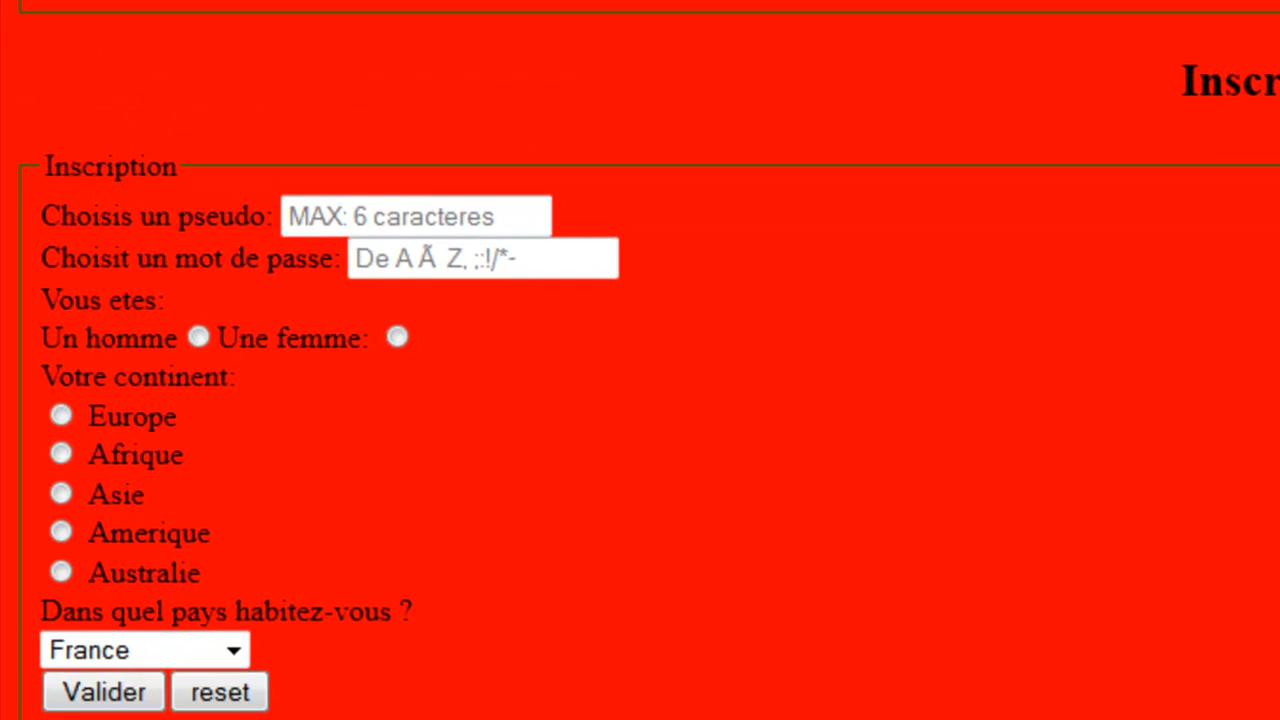 Inscr
Inscription
Choisis un pseudo: MAX: 6 caracteres
Choisit un mot de passe: De A Ã Z, ;:!/*-
Vous etes:
Un homme Une femme:
Votre continent:
Europe
Afrique
Asie
Amerique
Australie
Dans quel pays habitez-vous ?
France
Valider reset